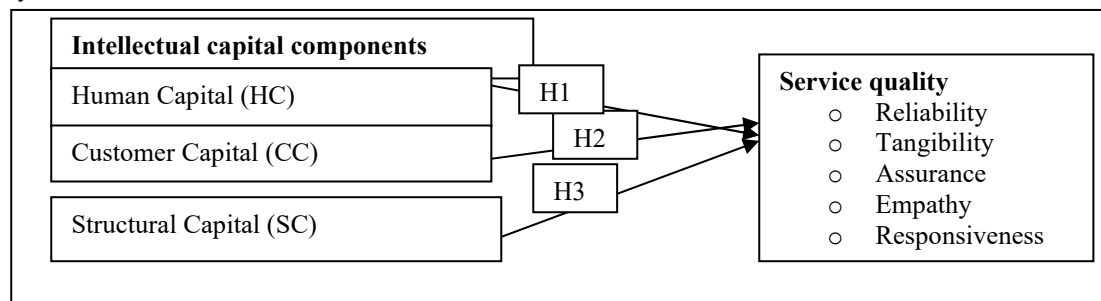 Intellectual capital components
Human Capital (HC)
Customer Capital (CC)
Structural Capital (SC)
H1
H2
H3
Service quality
o Reliability
o Tangibility
o Assurance
o Empathy
o Responsiveness